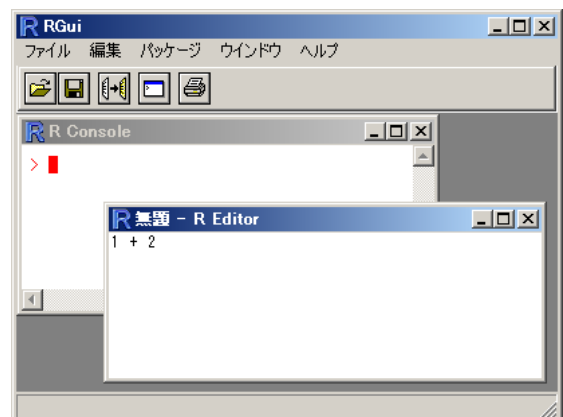 RGui
ファイル 編集 パッケージ ウインドウ ヘルプ
R Console
>
無題 - R Editor
1 + 2